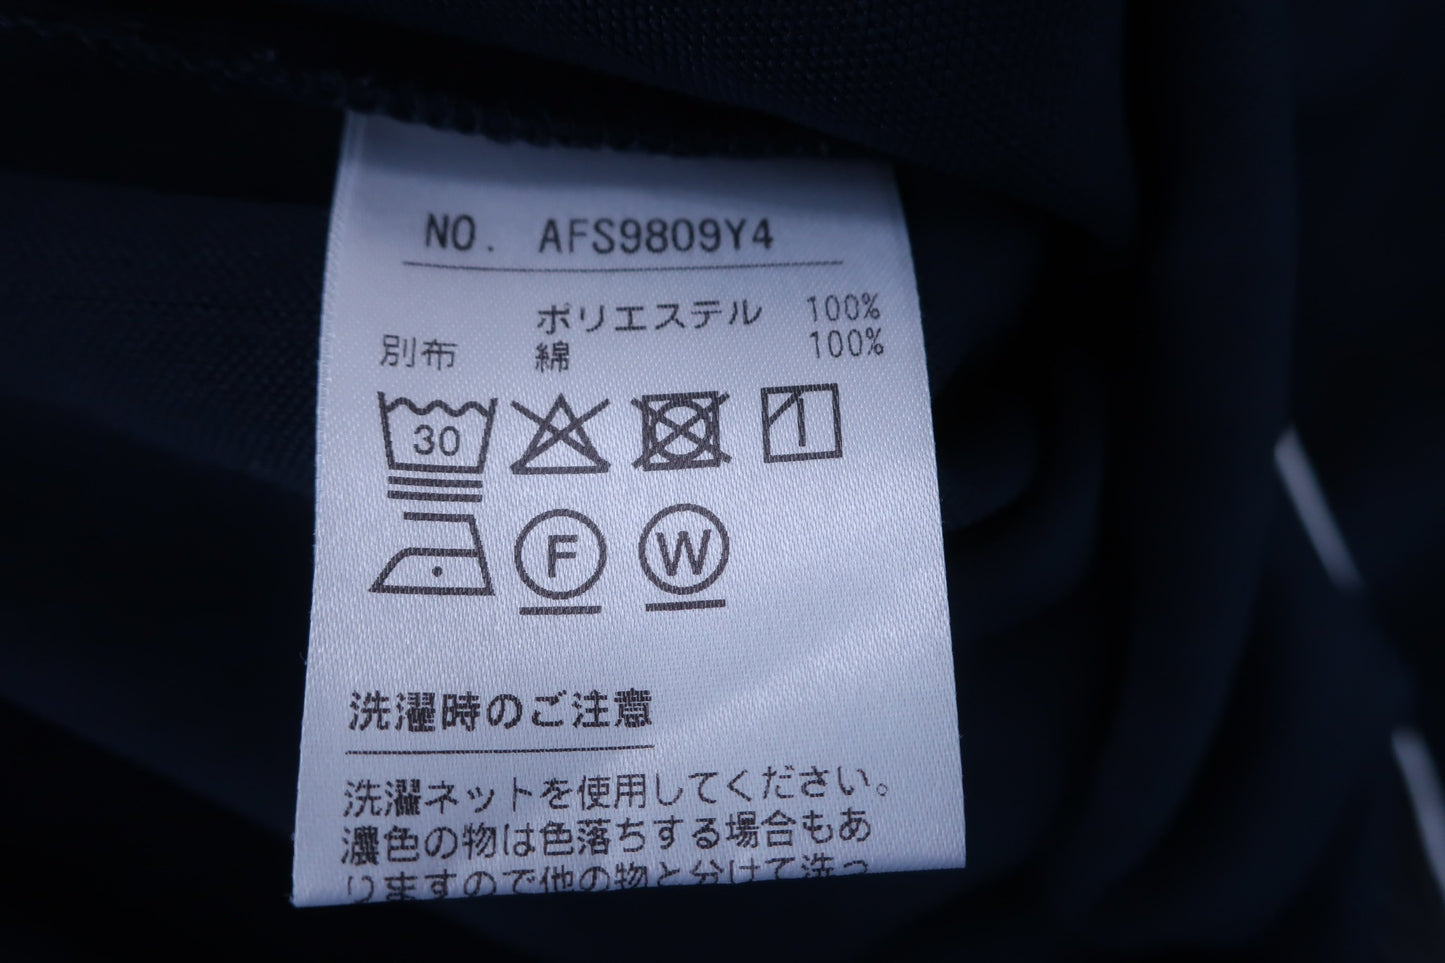 NO. AFS9809Y4
ポリエステル 100%
別布 綿 100%
30
F W
洗濯時のご注意
洗濯ネットを使用してください。
濃色の物は色落ちする場合もあ
りますので他の物と分けて洗っ